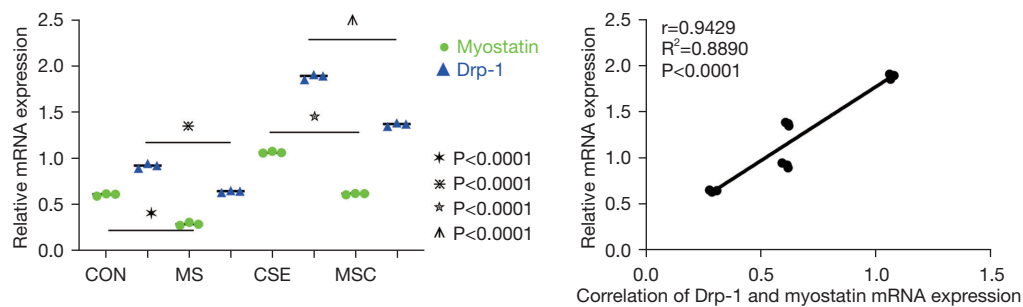 Relative mRNA expression
2.5
2.0
1.5
1.0
0.5
0.0
CON
MS
CSE
MSC
Myostatin
Drp-1
P<0.0001
P<0.0001
P<0.0001
P<0.0001
Relative mRNA expression
2.5
2.0
1.5
1.0
0.5
0.0
r=0.9429
R²=0.8890
P<0.0001
0.0
0.5
1.0
1.5
Correlation of Drp-1 and myostatin mRNA expression